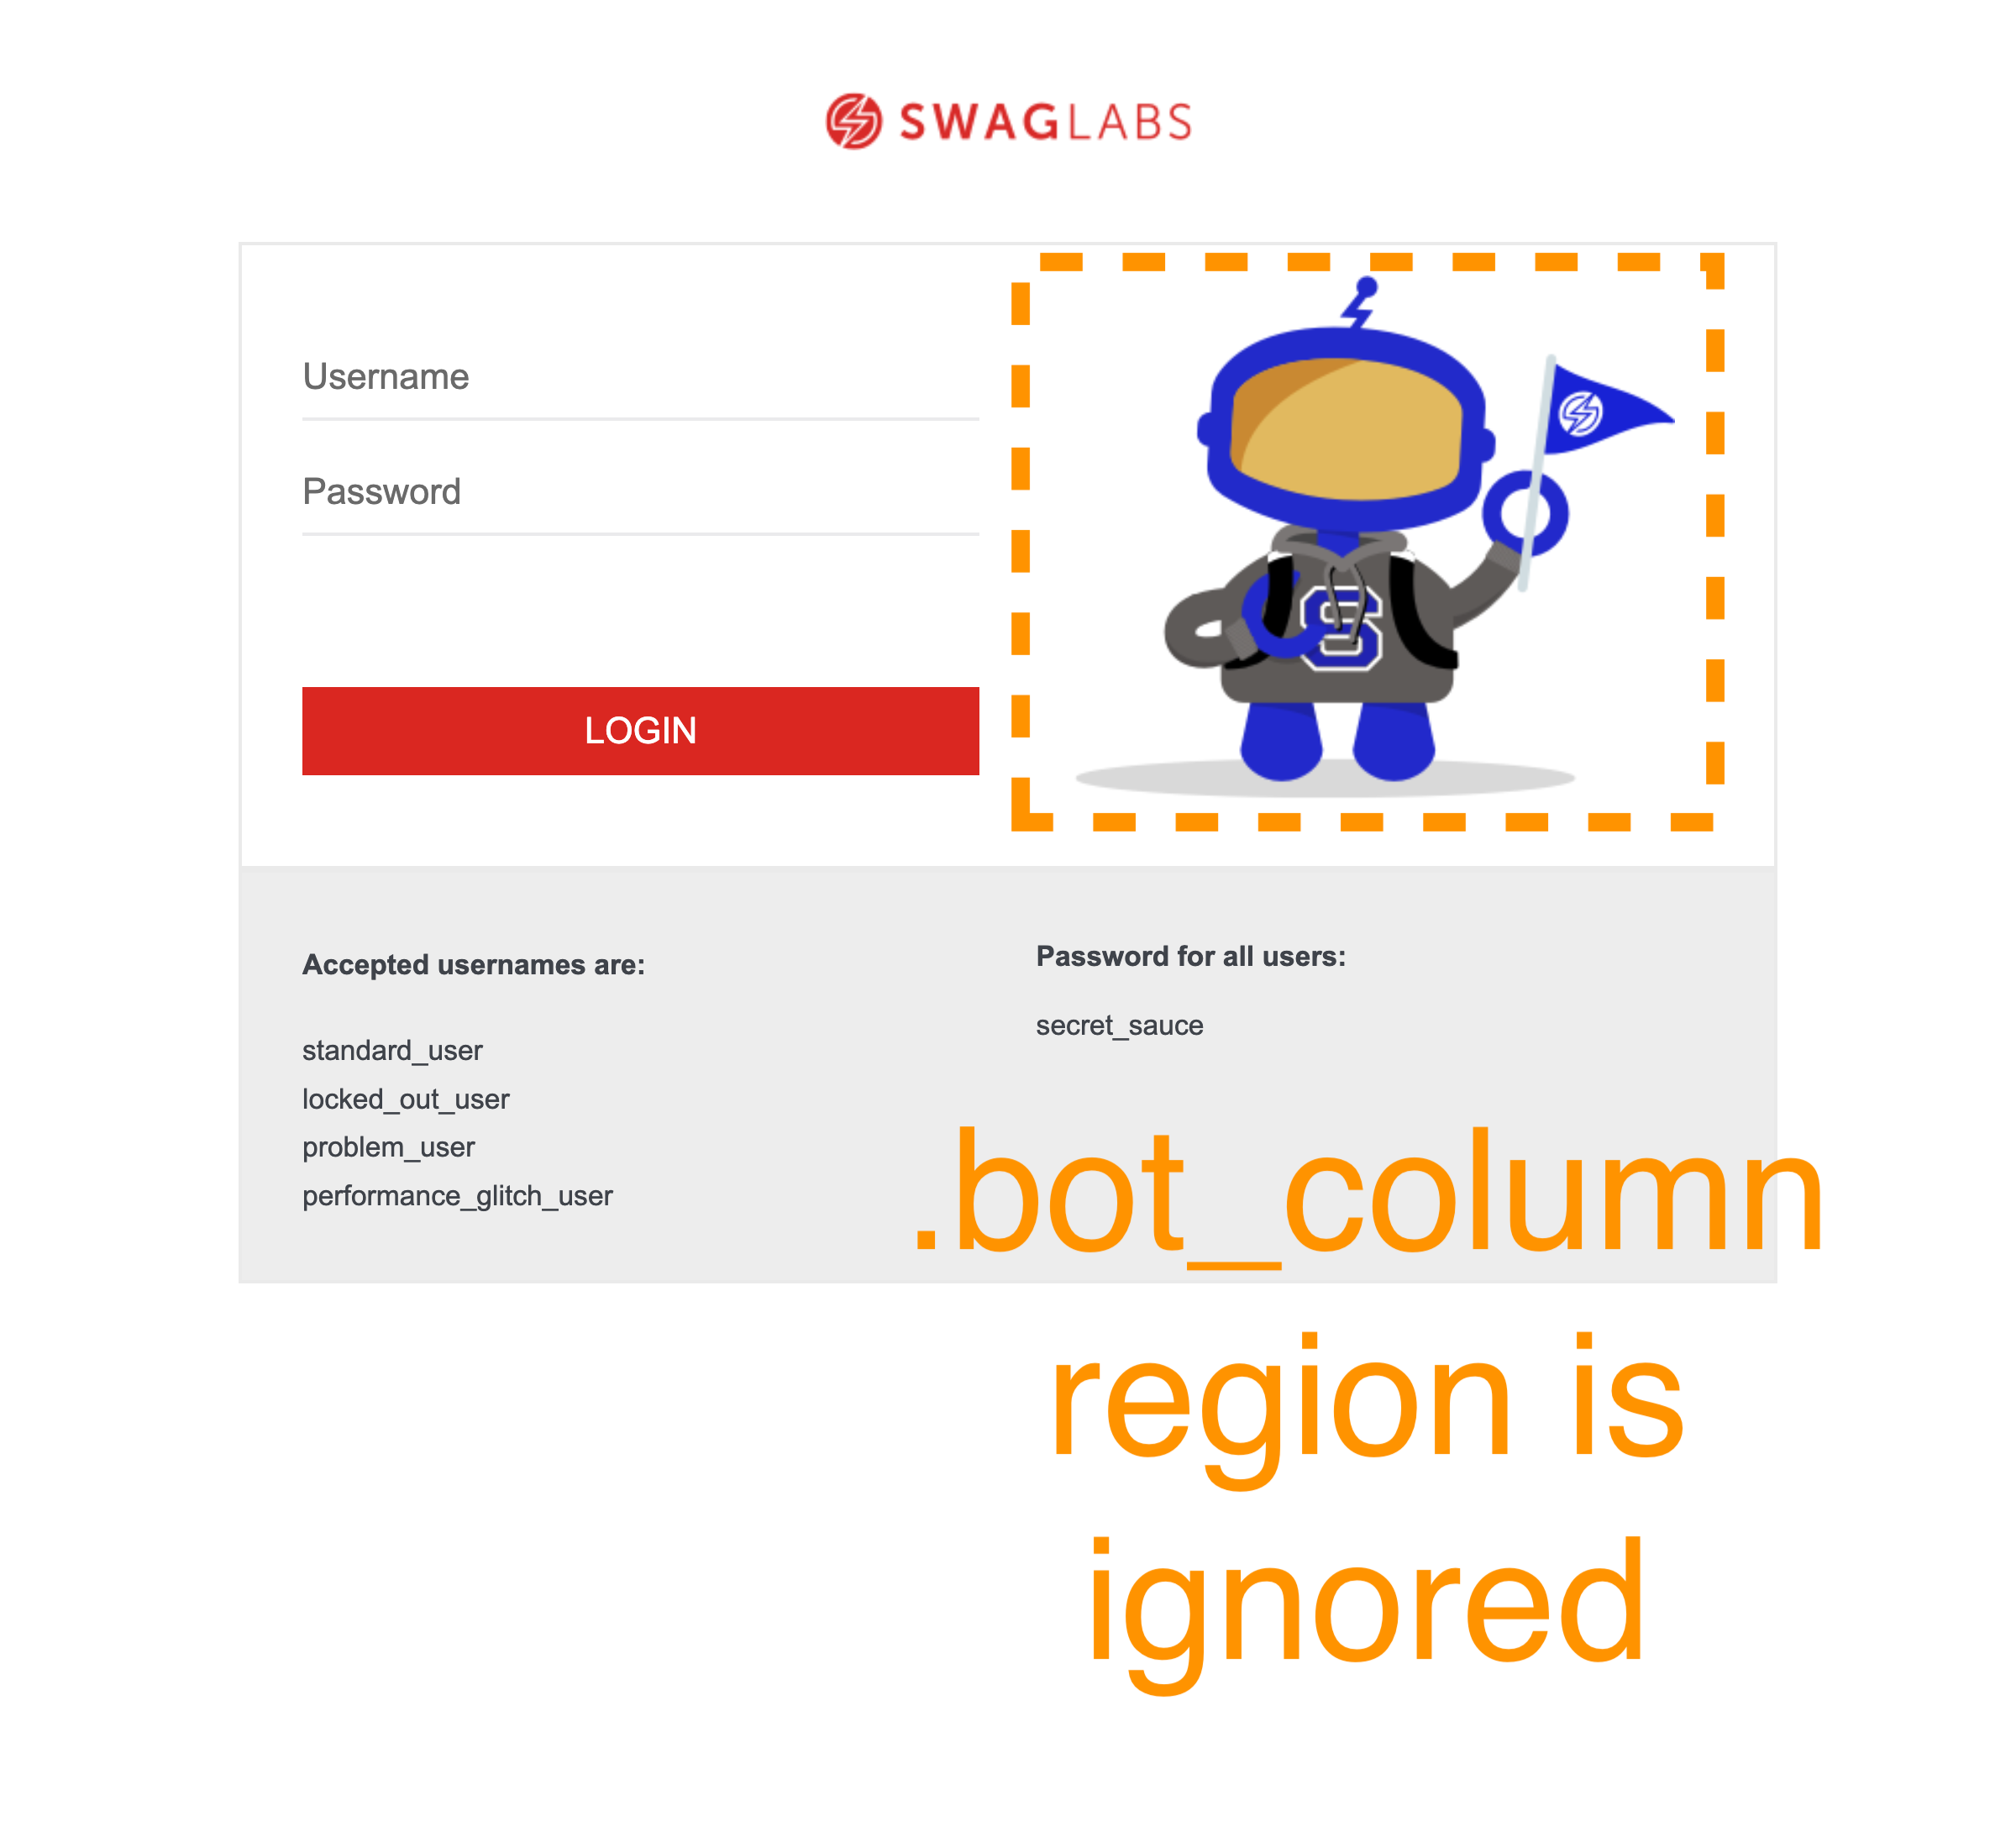 SWAGLABS
Username
Password
LOGIN
S
Accepted usernames are:
standard_user
locked_out_user
problem_user
performance_glitch_user
Password for all users:
secret_sauce
.bot_column
region is
ignored